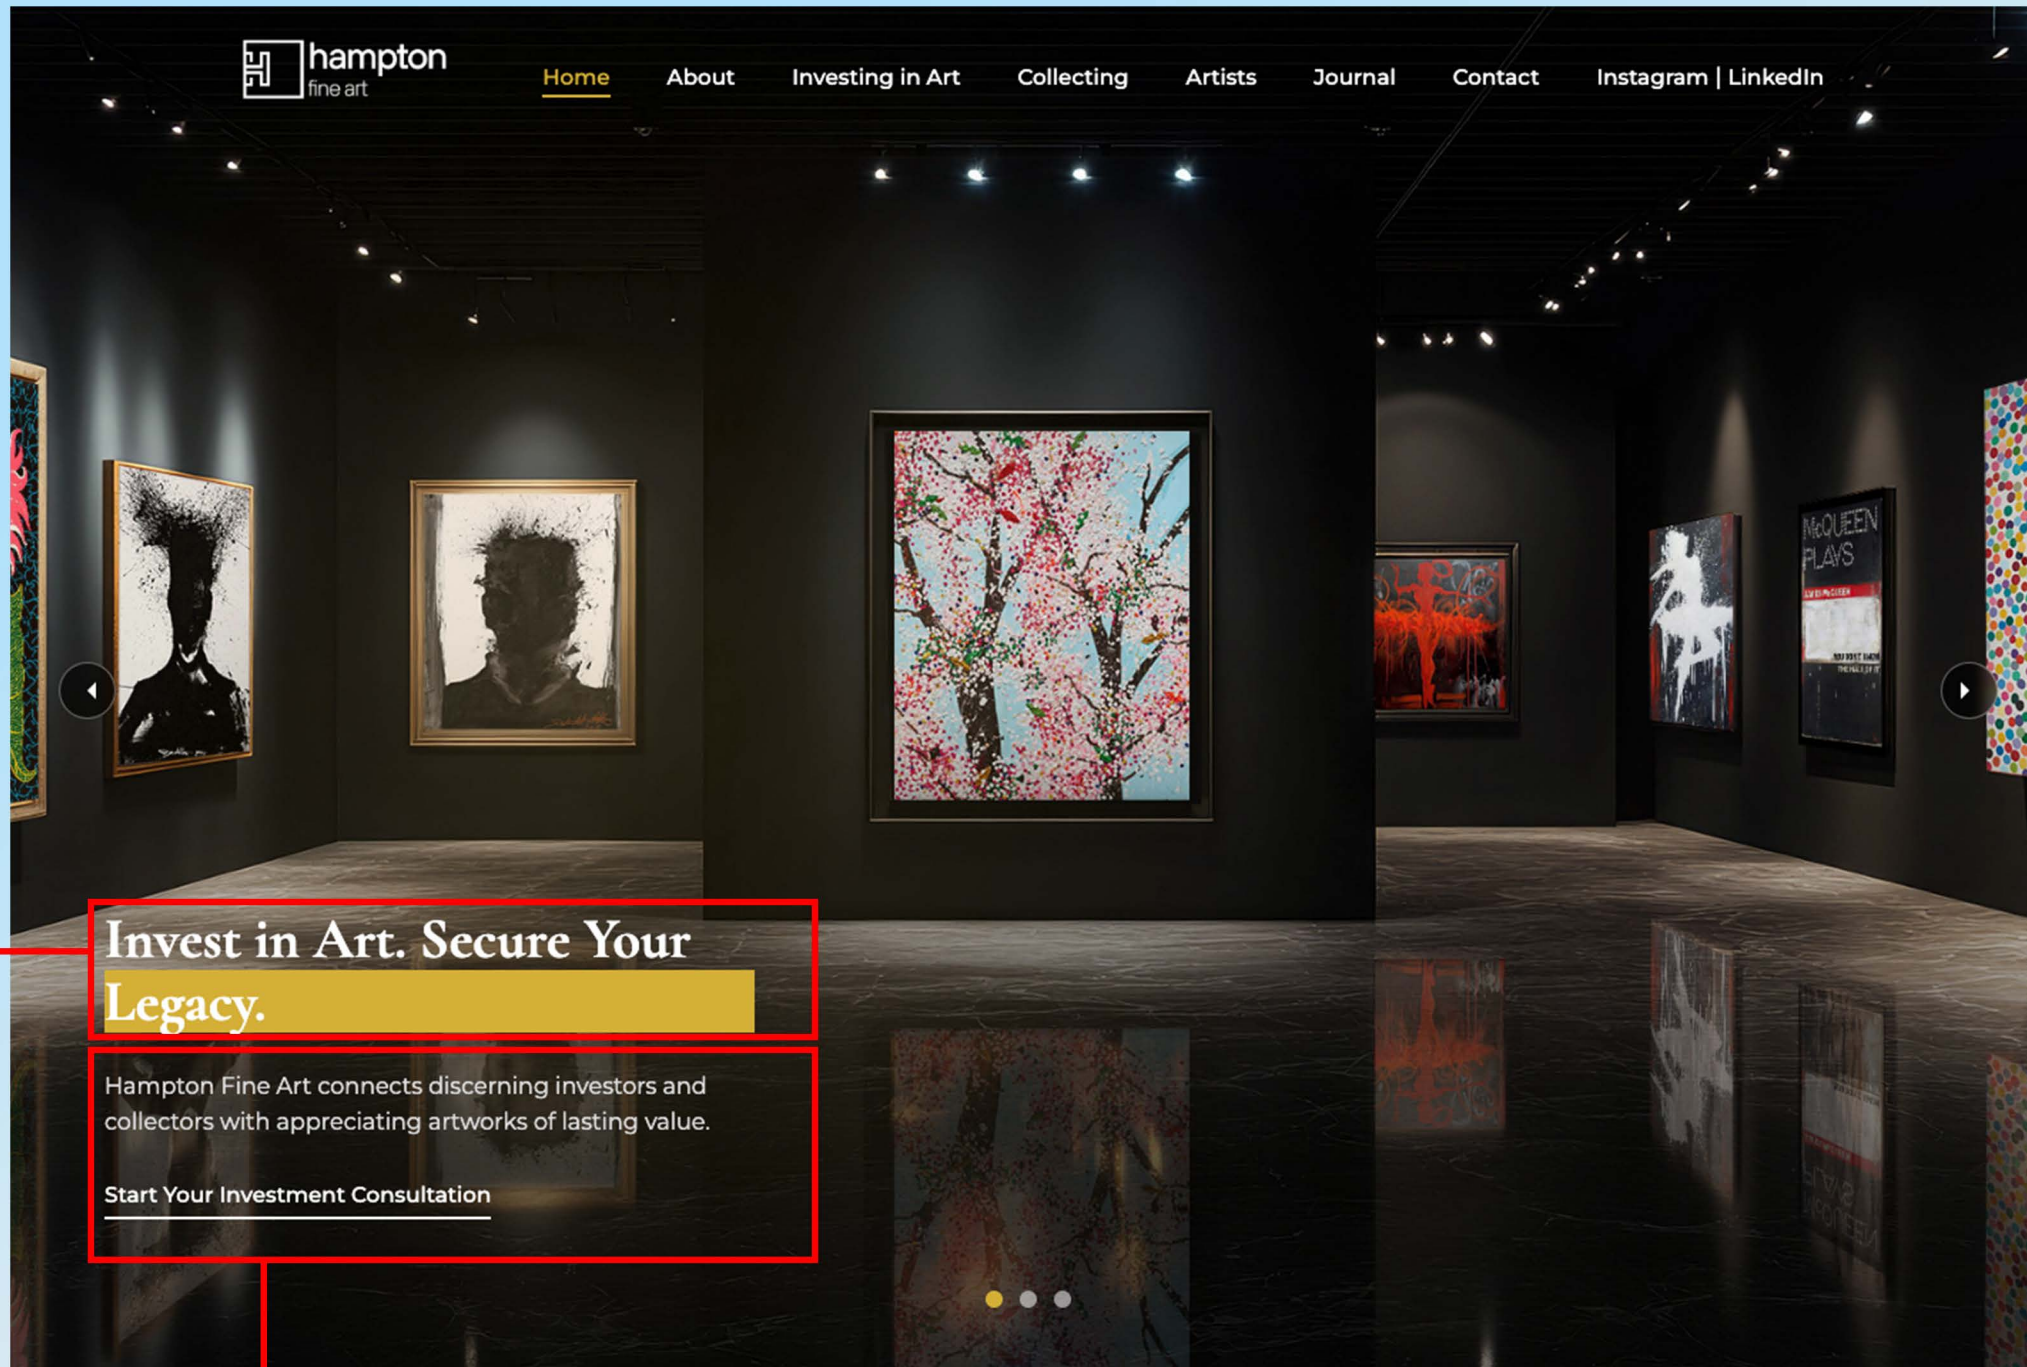 hampton
fine art
Home About Investing in Art Collecting Artists Journal Contact Instagram | LinkedIn
McQUEEN
PLAYS
Invest in Art. Secure Your
Legacy.
Hampton Fine Art connects discerning investors and
collectors with appreciating artworks of lasting value.
Start Your Investment Consultation